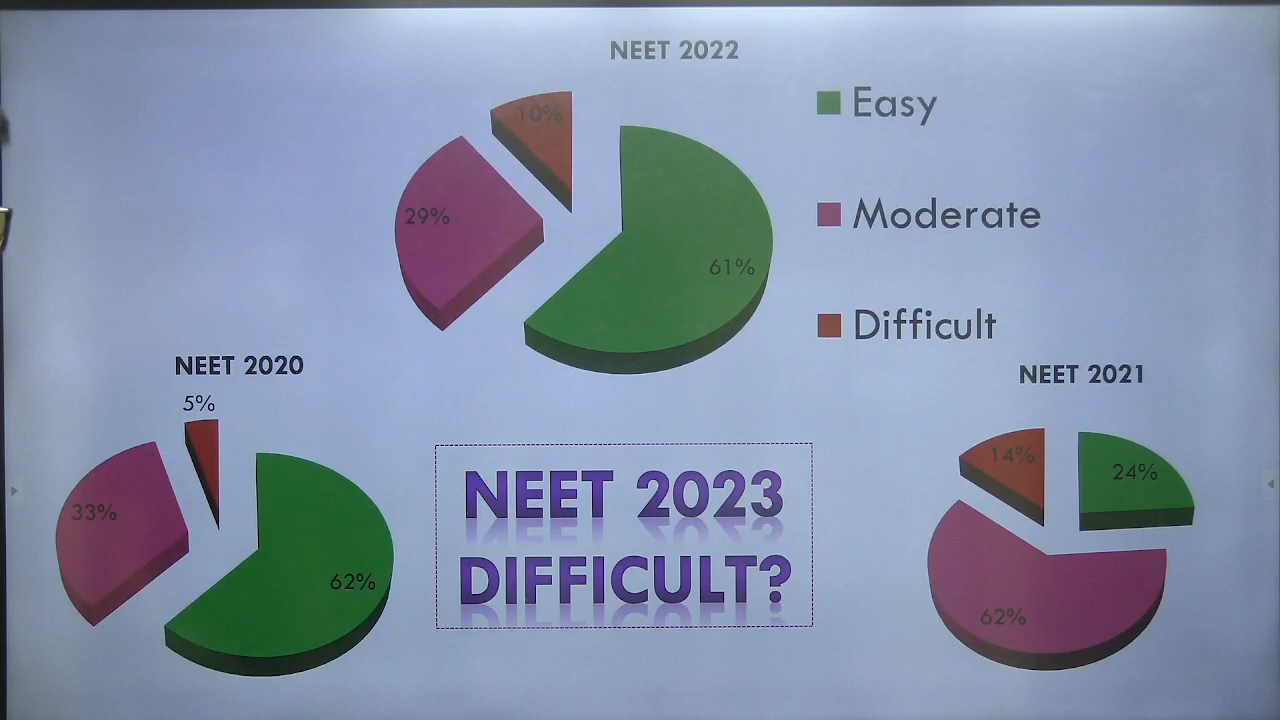 NEET 2022
10%
29%
61%
Easy
Moderate
Difficult
NEET 2020
5%
33%
62%
NEET 2023
DIFFICULT?
NEET 2021
14%
24%
62%